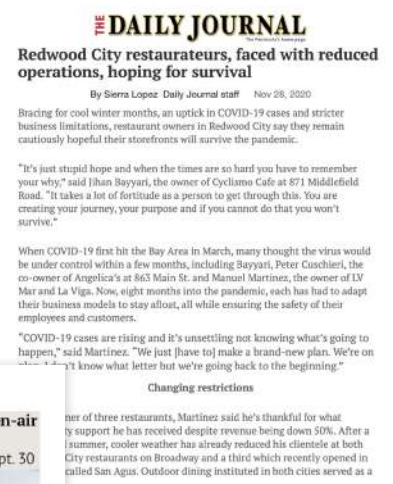 THE DAILY JOURNAL
The Peninsula's homepage
Redwood City restaurateurs, faced with reduced
operations, hoping for survival
By Sierra Lopez Daily Journal staff Nov 28, 2020
Bracing for cool winter months, an uptick in COVID-19 cases and stricter
business limitations, restaurant owners in Redwood City say they remain
cautiously hopeful their storefronts will survive the pandemic.
"It's just stupid hope and when the times are so hard you have to remember
your why," said Jihan Bayyari, the owner of Cyclismo Cafe at 871 Middlefield
Road. "It takes a lot of fortitude as a person to get through this. You are
creating your journey, your purpose and if you cannot do that you won't
survive."
When COVID-19 first hit the Bay Area in March, many thought the virus would
be under control within a few months, including Bayyari, Peter Cuschieri, the
co-owner of Angelica's at 863 Main St. and Manuel Martinez, the owner of LV
Mar and La Viga. Now, eight months into the pandemic, each has had to adapt
their business models to stay afloat, all while ensuring the safety of their
employees and customers.
"COVID-19 cases are rising and it's unsettling not knowing what's going to
happen," said Martinez. "We just [have to] make a brand-new plan. We're on
know what letter but we're going back to the beginning."
Changing restrictions
n-air
pt. 30
ner of three restaurants, Martinez said he's thankful for what
ty support he has received despite revenue being down 50%. After a
summer, cooler weather has already reduced his clientele at both
City restaurants on Broadway and a third which recently opened in
called San Agus. Outdoor dining instituted in both cities served as a